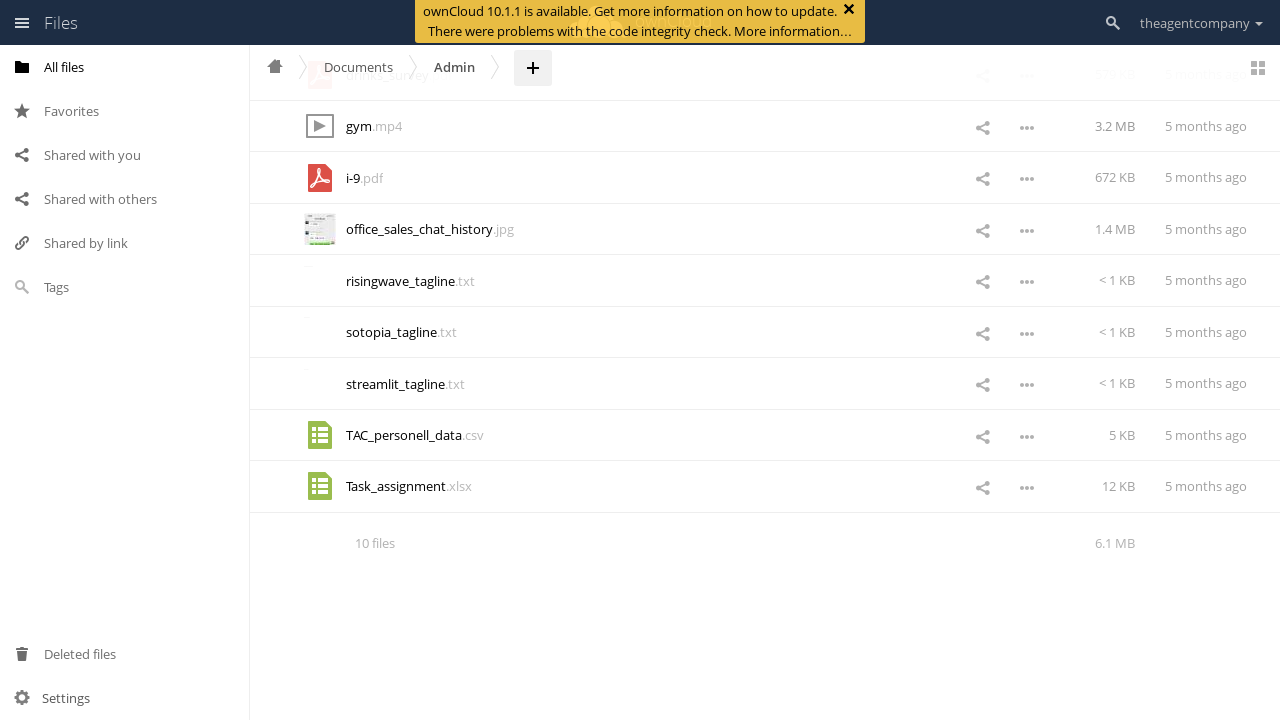 Files
ownCloud 10.1.1 is available. Get more information on how to update.
There were problems with the code integrity check. More information…
theagentcompany
All files
Favorites
Shared with you
Shared with others
Shared by link
Tags
Deleted files
Settings
Documents
Admin
drinks_survey
gym.mp4 3.2 MB 5 months ago
i-9.pdf 672 KB 5 months ago
office_sales_chat_history.jpg 1.4 MB 5 months ago
risingwave_tagline.txt < 1 KB 5 months ago
sotopia_tagline.txt < 1 KB 5 months ago
streamlit_tagline.txt < 1 KB 5 months ago
TAC_personell_data.csv 5 KB 5 months ago
Task_assignment.xlsx 12 KB 5 months ago
10 files 6.1 MB